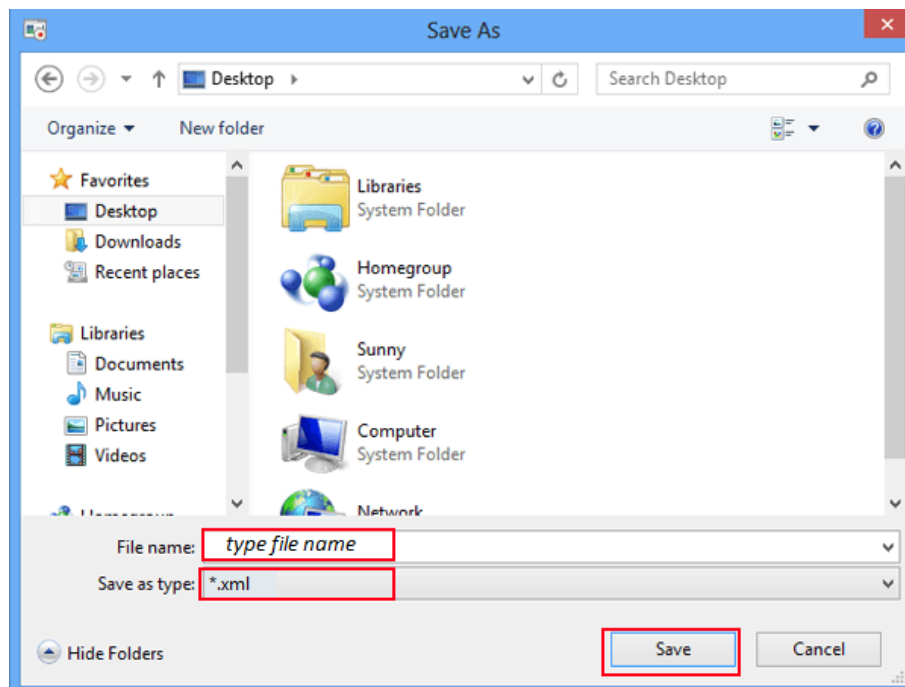 Save As
Desktop
Search Desktop
Organize
New folder
Favorites
Desktop
Downloads
Recent places
Libraries
Documents
Music
Pictures
Videos
Homegroup
Libraries
System Folder
Homegroup
System Folder
Sunny
System Folder
Computer
System Folder
Network
File name: type file name
Save as type: *.xml
Hide Folders
Save
Cancel